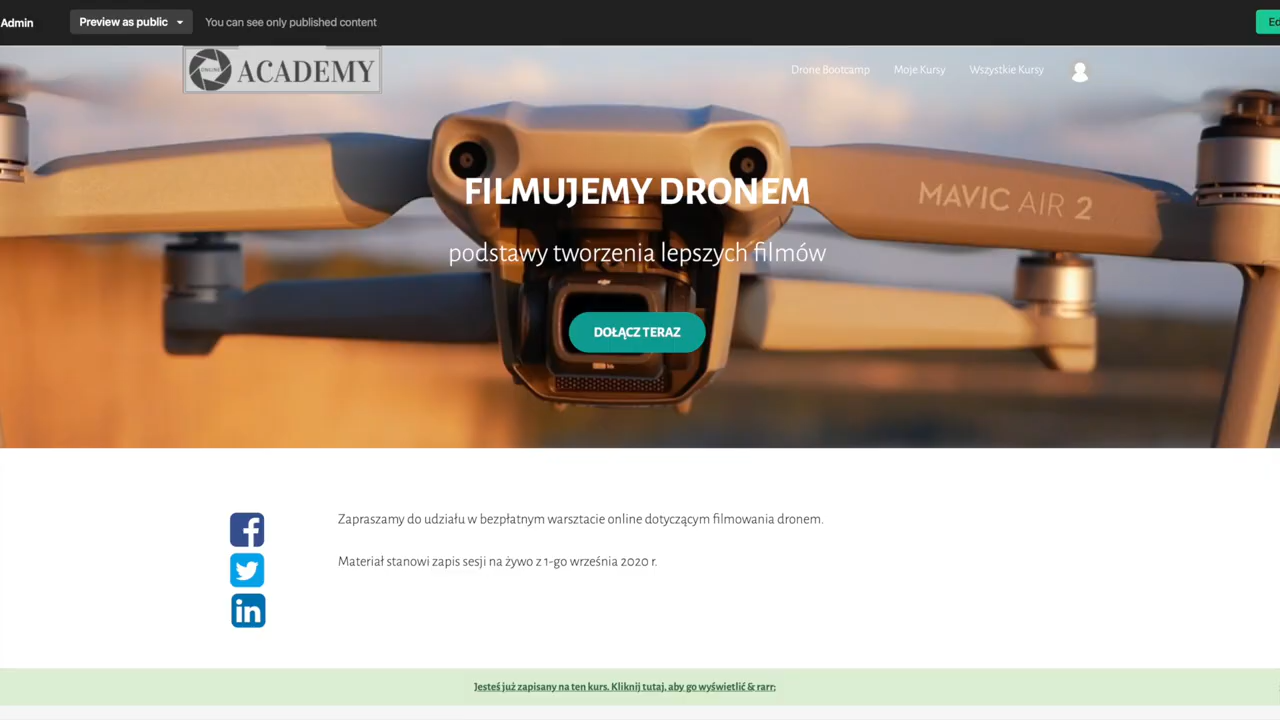 Admin
Preview as public
You can see only published content
Ed
ONLINE
ACADEMY
Drone Bootcamp
Moje Kursy
Wszystkie Kursy
MAVIC AIR 2
FILMUJEMY DRONEM
podstawy tworzenia lepszych filmów
dji
DOŁĄCZ TERAZ
Zapraszamy do udziału w bezpłatnym warsztacie online dotyczącym filmowania dronem.
Materiał stanowi zapis sesji na żywo z 1-go września 2020 r.
Jesteś już zapisany na ten kurs. Kliknij tutaj, aby go wyświetlić & rarr;